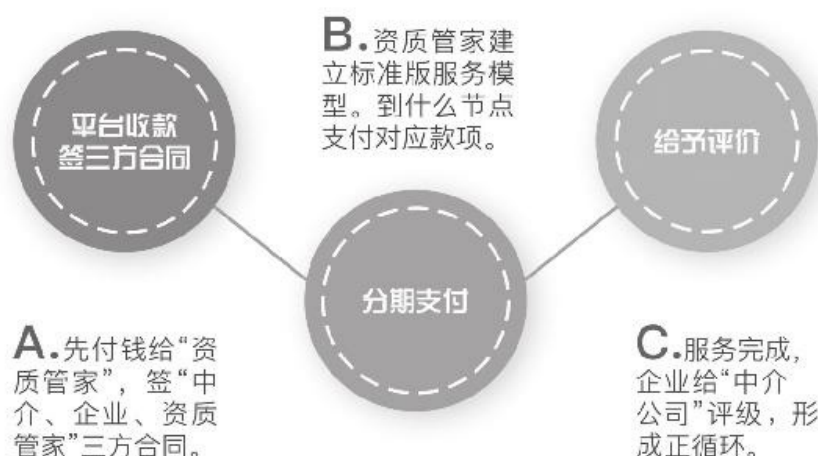 平台收款
签三方合同
A.先付钱给“资
质管家”，签“中
介、企业、资质
管家”三方合同。
B.资质管家建
立标准版服务模
型。到什么节点
支付对应款项。
分期支付
给予评价
C.服务完成，
企业给“中介
公司”评级，形
成正循环。